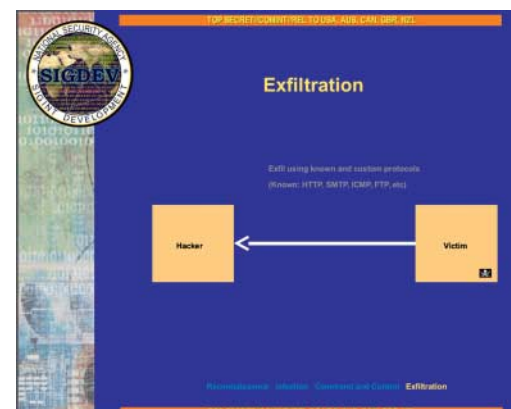 TOP SECRET//COMINT//REL TO USA, AUS, CAN, GBR, NZL
NATIONAL SECURITY AGENCY
SIGDEV
SIGINT DEVELOPMENT
Exfiltration
Exfil using known and custom protocols
(Known: HTTP, SMTP, ICMP, FTP, etc)
Hacker
Victim
Reconnaissance Infection Command and Control Exfiltration